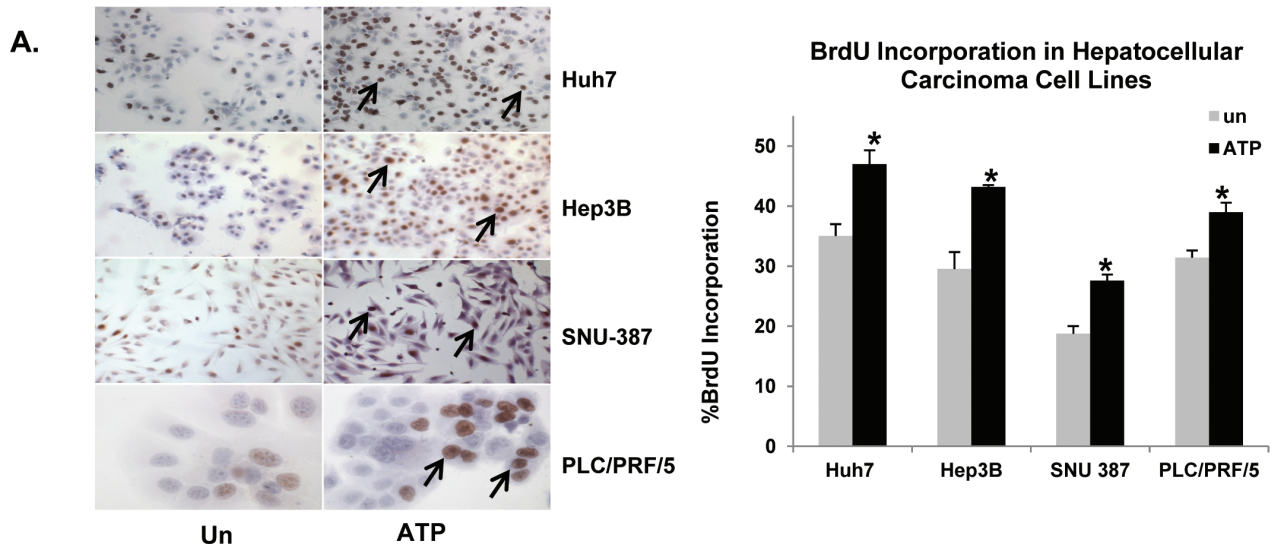 A.
Huh7
Hep3B
SNU-387
PLC/PRF/5
Un ATP
BrdU Incorporation in Hepatocellular
Carcinoma Cell Lines
un
ATP
%BrdU Incorporation
50
40
30
20
10
0
* * * *
Huh7 Hep3B SNU 387 PLC/PRF/5